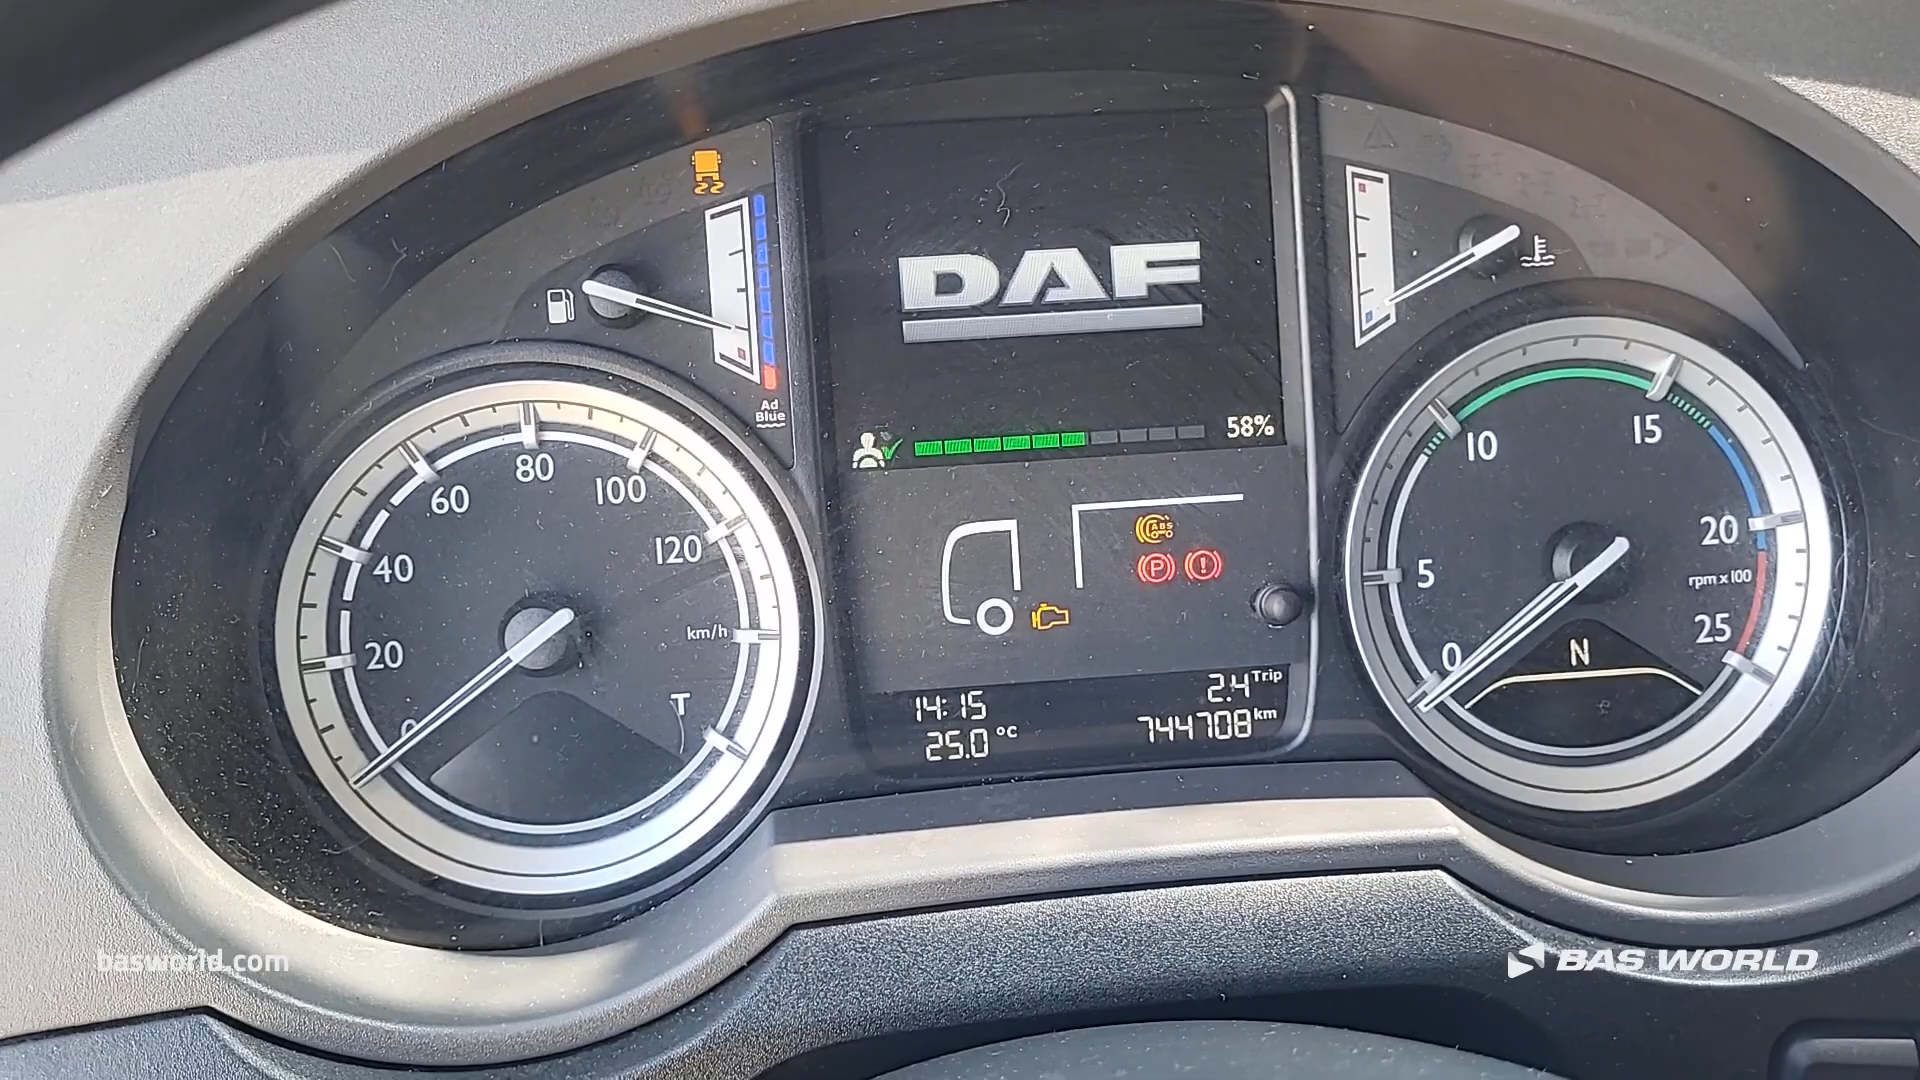 DAF
58%
Ad
Blue
ABS
P
!
14:15
25.0 °C
2.4 Trip
744708 km
0
20
40
60
80
100
120
km/h
T
0
5
10
15
20
25
rpm x 100
N
basworld.com
BAS WORLD